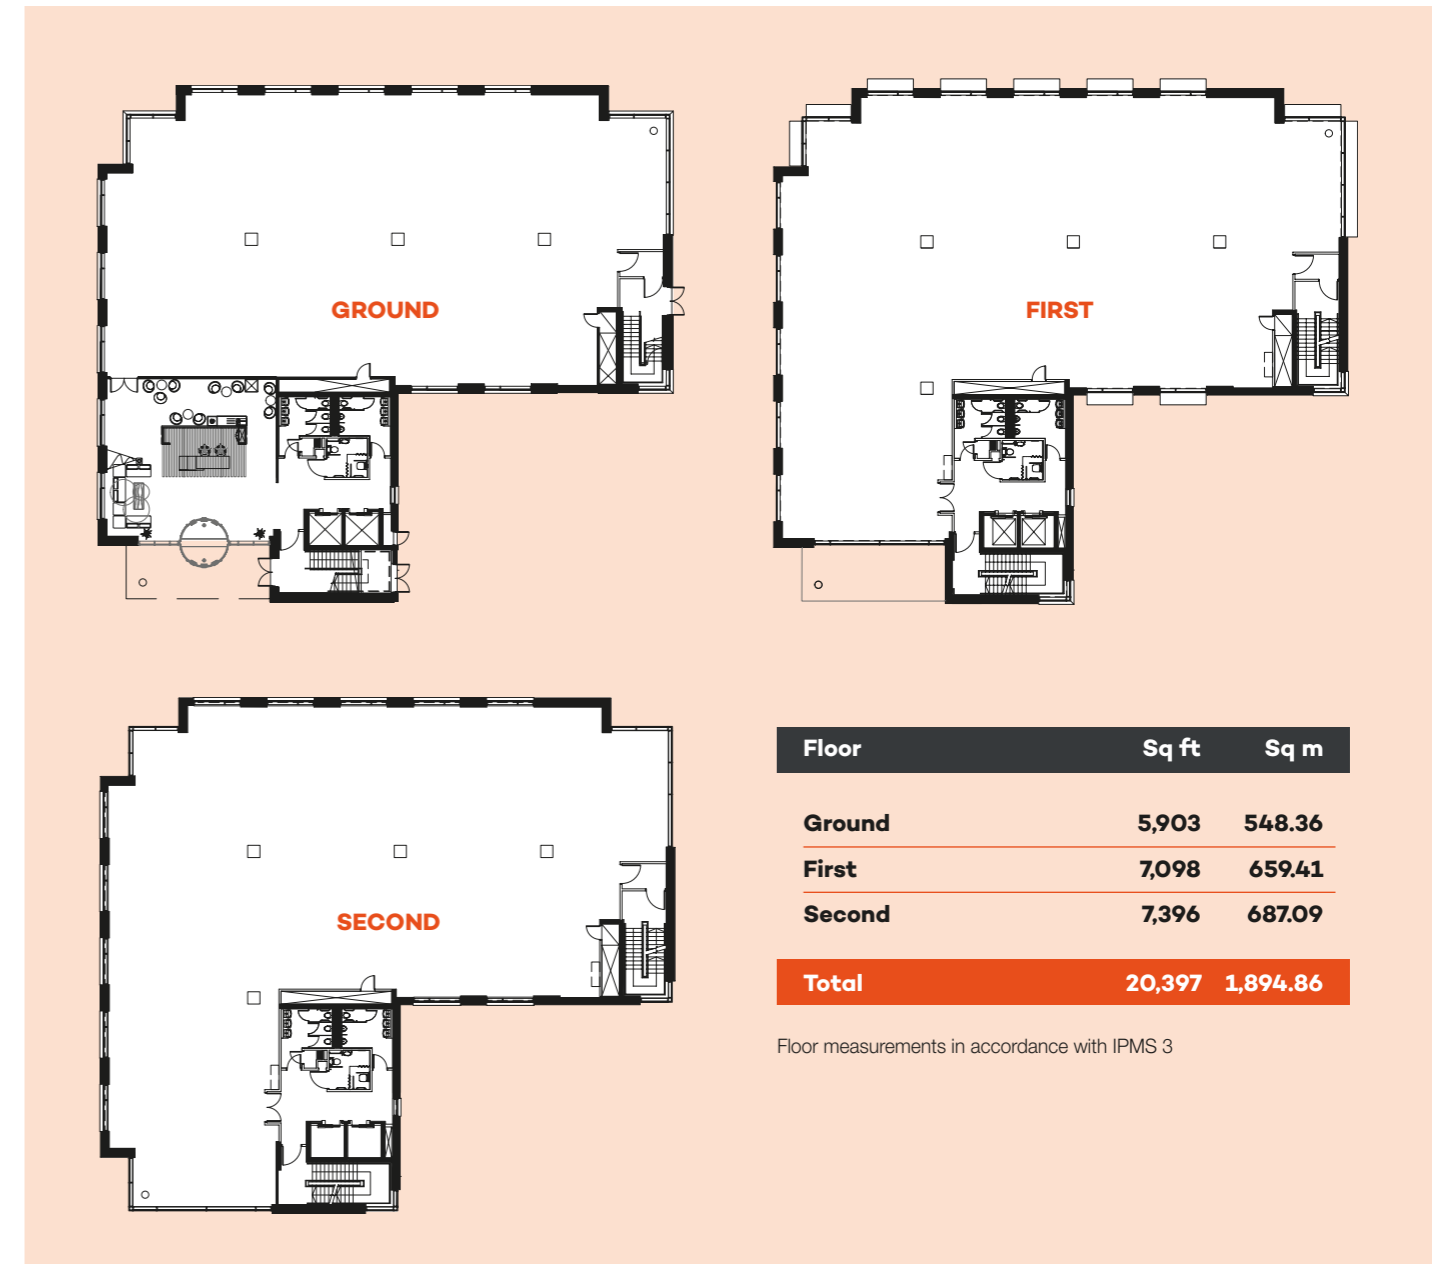 GROUND
FIRST
SECOND
Floor Sq ft Sq m
Ground 5,903 548.36
First 7,098 659.41
Second 7,396 687.09
Total 20,397 1,894.86
Floor measurements in accordance with IPMS 3